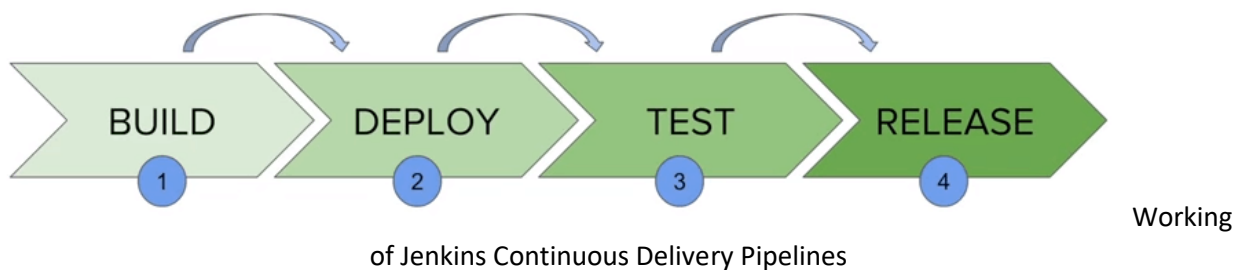 BUILD DEPLOY TEST RELEASE
1 2 3 4
Working
of Jenkins Continuous Delivery Pipelines